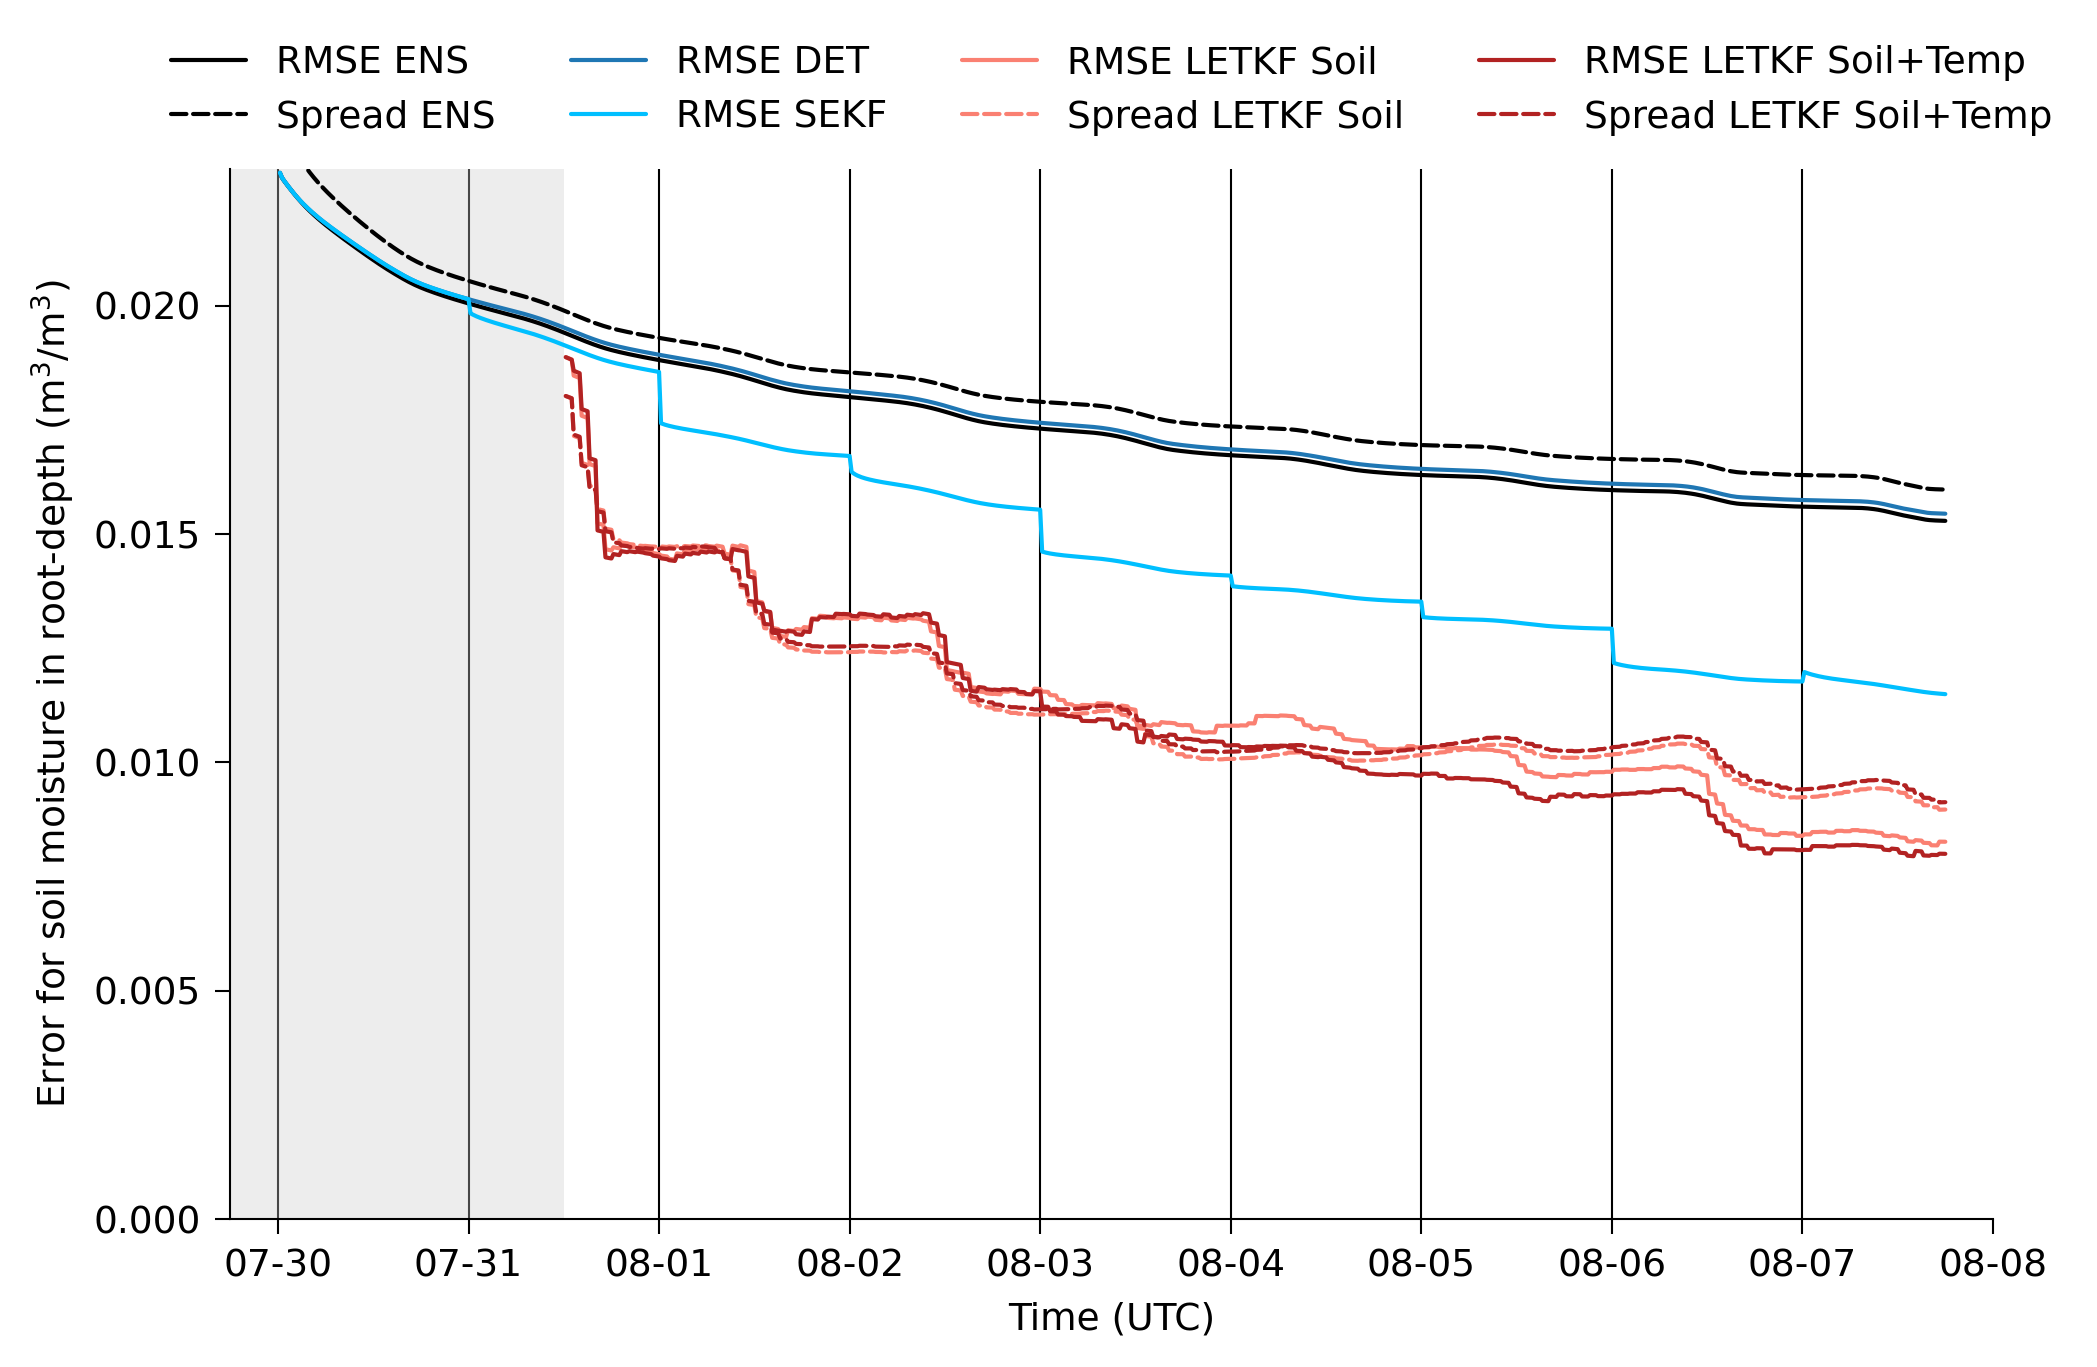 RMSE ENS RMSE DET RMSE LETKF Soil RMSE LETKF Soil+Temp
Spread ENS RMSE SEKF Spread LETKF Soil Spread LETKF Soil+Temp
Error for soil moisture in root-depth (m³/m³)
0.020
0.015
0.010
0.005
0.000
07-30 07-31 08-01 08-02 08-03 08-04 08-05 08-06 08-07 08-08
Time (UTC)